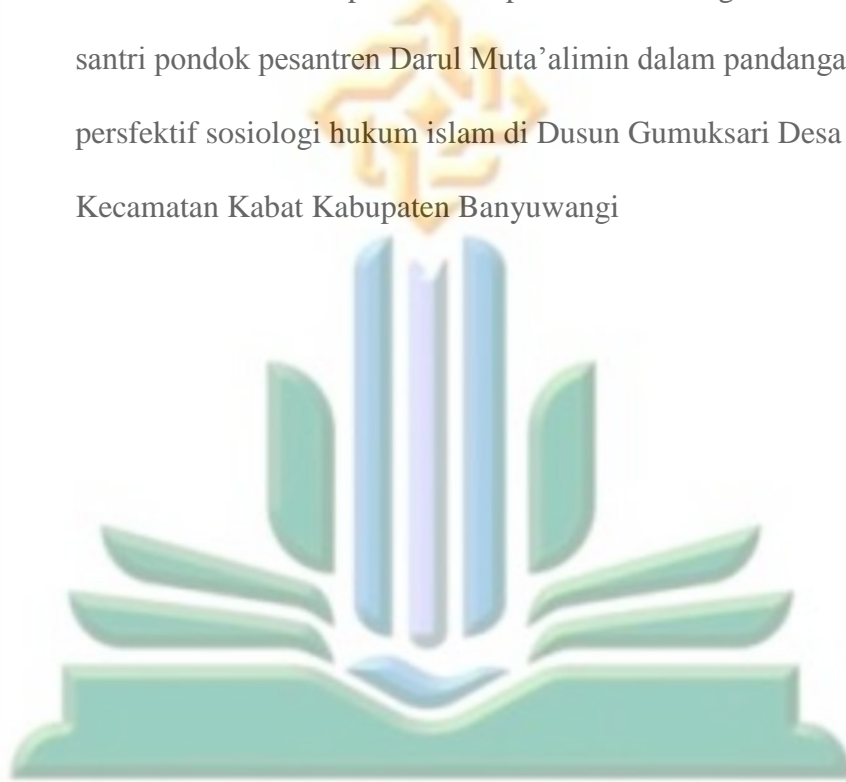 santri pondok pesantren Darul Muta’alimin dalam
persfektif sosiologi hukum islam di Dusun Gumuksari Desa
Kecamatan Kabat Kabupaten Banyuwangi